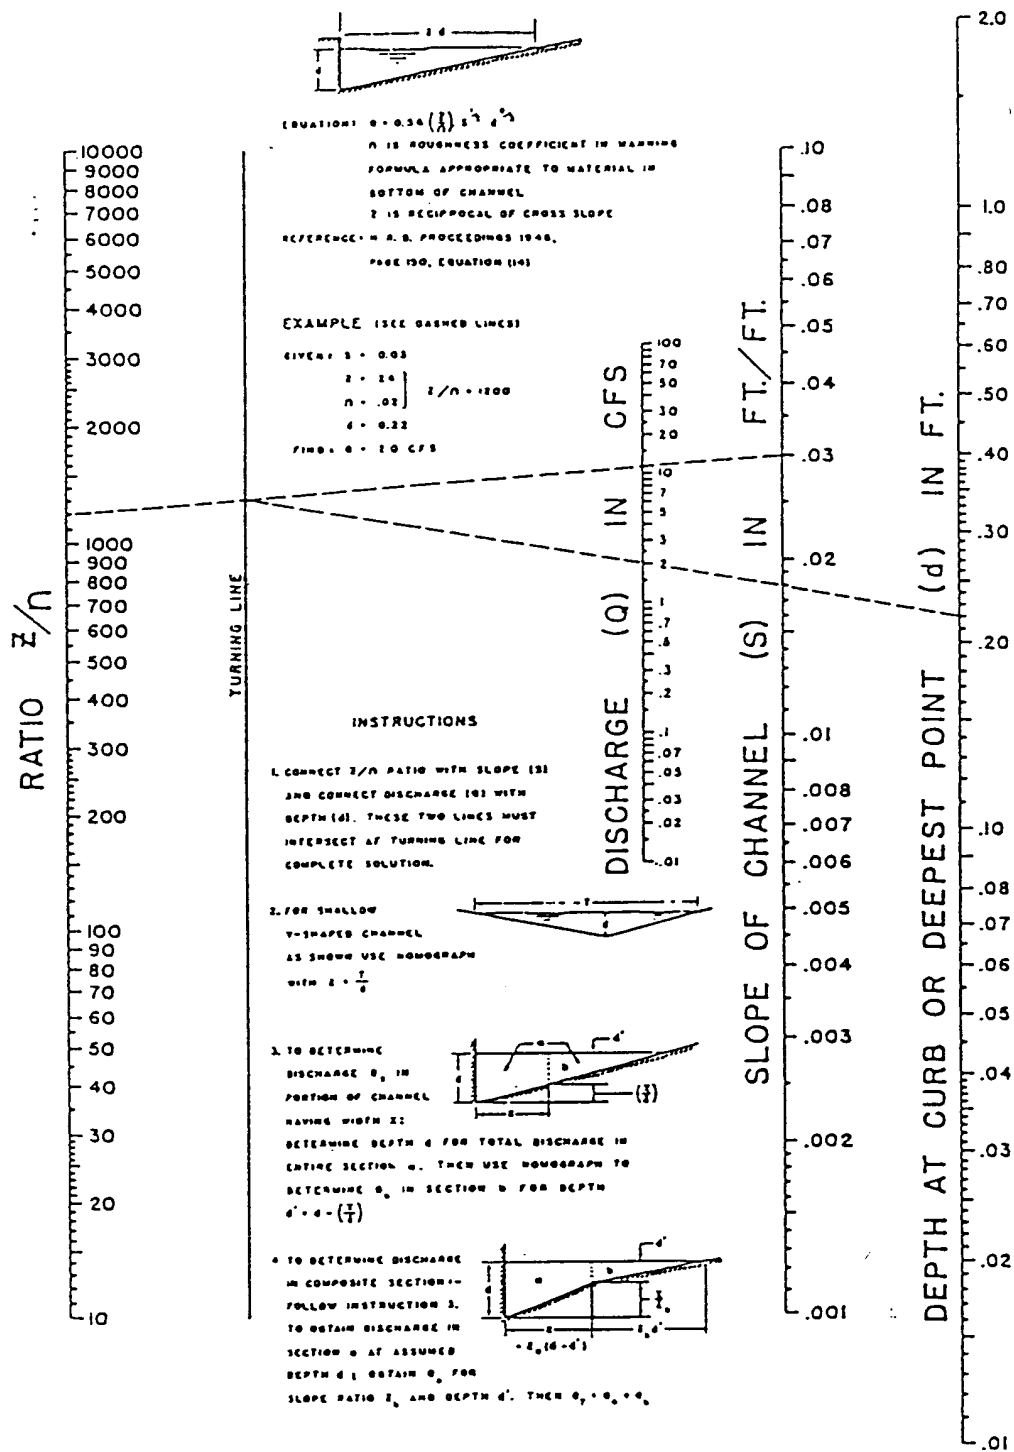 z d
d
EQUATION: Q = 0.56 (Z/n) S^1/2 d^8/3
n IS ROUGHNESS COEFFICIENT IN MANNING
FORMULA APPROPRIATE TO MATERIAL IN
BOTTOM OF CHANNEL
Z IS RECIPROCAL OF CROSS SLOPE
REFERENCE: H.R.B. PROCEEDINGS 1946,
PAGE 150, EQUATION (14)
EXAMPLE (SEE DASHED LINES)
GIVEN: S = 0.03
Z = 24
n = .02
Z/n = 1200
d = 0.22
FIND: Q = 2.0 CFS
RATIO Z/n
10000
9000
8000
7000
6000
5000
4000
3000
2000
1000
900
800
700
600
500
400
300
200
100
90
80
70
60
50
40
30
20
10
TURNING LINE
DISCHARGE (Q) IN CFS
100
70
50
30
20
10
7
5
3
2
1
.7
.5
.3
.2
.1
.07
.05
.03
.02
.01
SLOPE OF CHANNEL (S) IN FT./FT.
.10
.08
.07
.06
.05
.04
.03
.02
.01
.008
.007
.006
.005
.004
.003
.002
.001
DEPTH AT CURB OR DEEPEST POINT (d) IN FT.
2.0
1.0
.80
.70
.60
.50
.40
.30
.20
.10
.08
.07
.06
.05
.04
.03
.02
.01
INSTRUCTIONS
1. CONNECT Z/n RATIO WITH SLOPE (S)
AND CONNECT DISCHARGE (Q) WITH
DEPTH (d). THESE TWO LINES MUST
INTERSECT AT TURNING LINE FOR
COMPLETE SOLUTION.
2. FOR SHALLOW
V-SHAPED CHANNEL
AS SHOWN USE NOMOGRAPH
WITH Z = T/d
T
d
3. TO DETERMINE
DISCHARGE Qx IN
PORTION OF CHANNEL
HAVING WIDTH X:
DETERMINE DEPTH d FOR TOTAL DISCHARGE IN
ENTIRE SECTION a. THEN USE NOMOGRAPH TO
DETERMINE Qb IN SECTION b FOR DEPTH
d' = d - (X/Z)
a
b
d'
d
X
(X/Z)
4. TO DETERMINE DISCHARGE
IN COMPOSITE SECTION:-
FOLLOW INSTRUCTION 3.
TO OBTAIN DISCHARGE IN
SECTION a AT ASSUMED
DEPTH d; OBTAIN Qb FOR
SLOPE RATIO Zb AND DEPTH d'. THEN QT = Qa + Qb
a
b
d'
d
X
Zb d'
= Za (d-d')